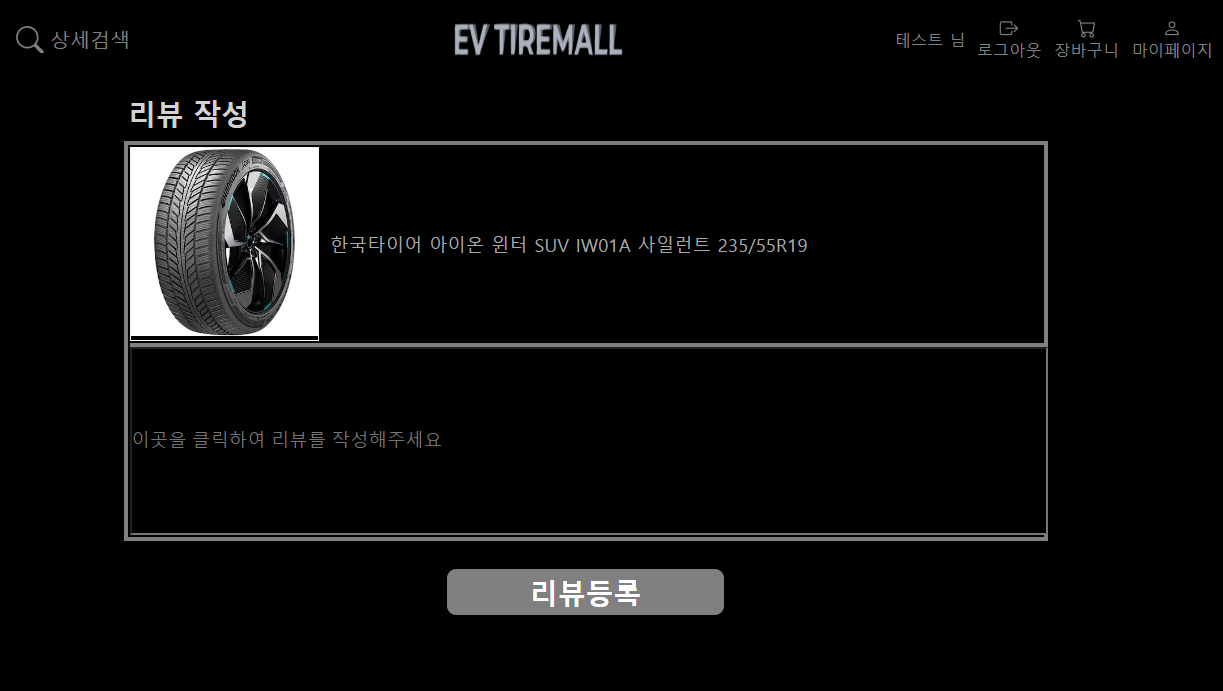 상세검색
EV TIREMALL
테스트 님
로그아웃
장바구니
마이페이지
리뷰 작성
한국타이어 아이온 윈터 SUV IW01A 사일런트 235/55R19
이곳을 클릭하여 리뷰를 작성해주세요
리뷰등록